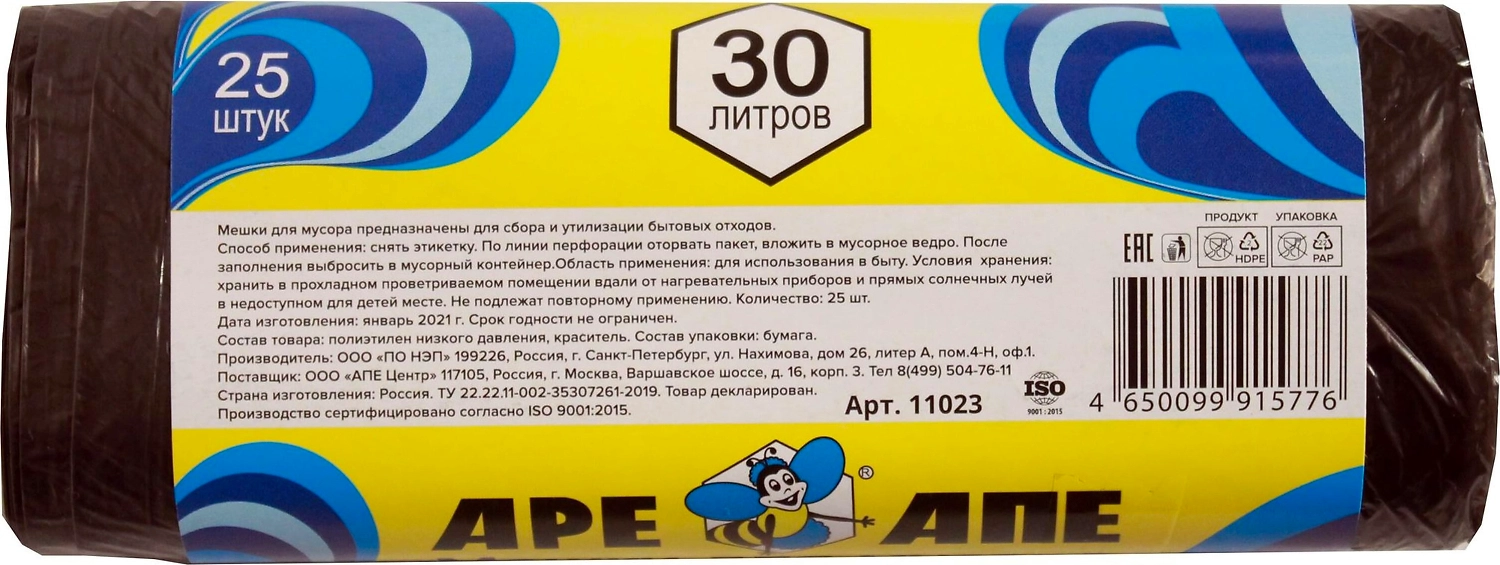 25
штук
30
ЛИТРОВ
Мешки для мусора предназначены для сбора и утилизации бытовых отходов.
Способ применения: снять этикетку. По линии перфорации оторвать пакет, вложить в мусорное ведро. После
заполнения выбросить в мусорный контейнер.Область применения: для использования в быту. Условия хранения:
хранить в прохладном проветриваемом помещении вдали от нагревательных приборов и прямых солнечных лучей
в недоступном для детей месте. Не подлежат повторному применению. Количество: 25 шт.
Дата изготовления: январь 2021 г. Срок годности не ограничен.
Состав товара: полиэтилен низкого давления, краситель. Состав упаковки: бумага.
Производитель: ООО «ПО НЭП» 199226, Россия, г. Санкт-Петербург, ул. Нахимова, дом 26, литер А, пом.4-Н, оф.1.
Поставщик: ООО «АПЕ Центр» 117105, Россия, г. Москва, Варшавское шоссе, д. 16, корп. 3. Тел 8(499) 504-76-11
Страна изготовления: Россия. ТУ 22.22.11-002-35307261-2019. Товар декларирован.
Производство сертифицировано согласно ISO 9001:2015.
Арт. 11023
ISO
9001 : 2015
ПРОДУКТ УПАКОВКА
EAC
2 HDPE
22 PAP
4 650099 915776
APE АПЕ
®